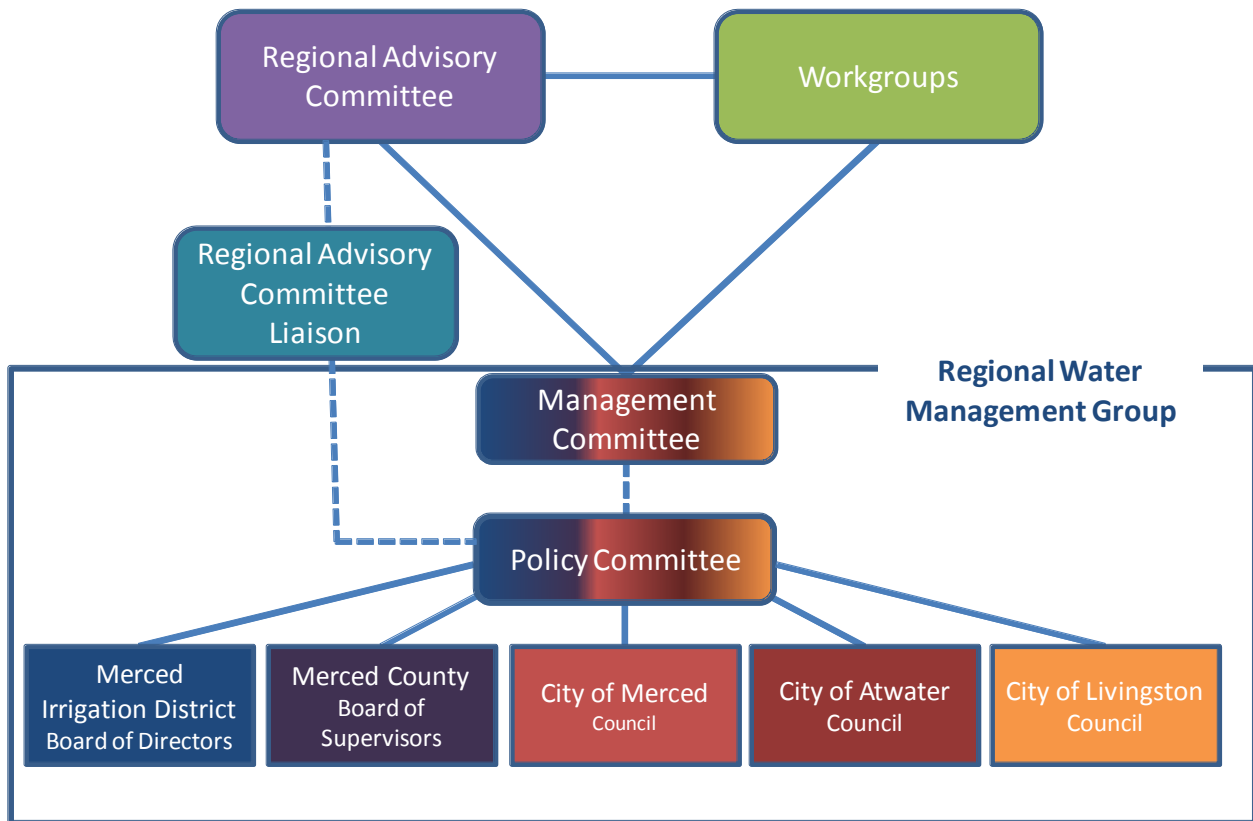 Regional Advisory
Committee
Workgroups
Regional Advisory
Committee
Liaison
Regional Water
Management Group
Management
Committee
Policy Committee
Merced
Irrigation District
Board of Directors
Merced County
Board of
Supervisors
City of Merced
Council
City of Atwater
Council
City of Livingston
Council